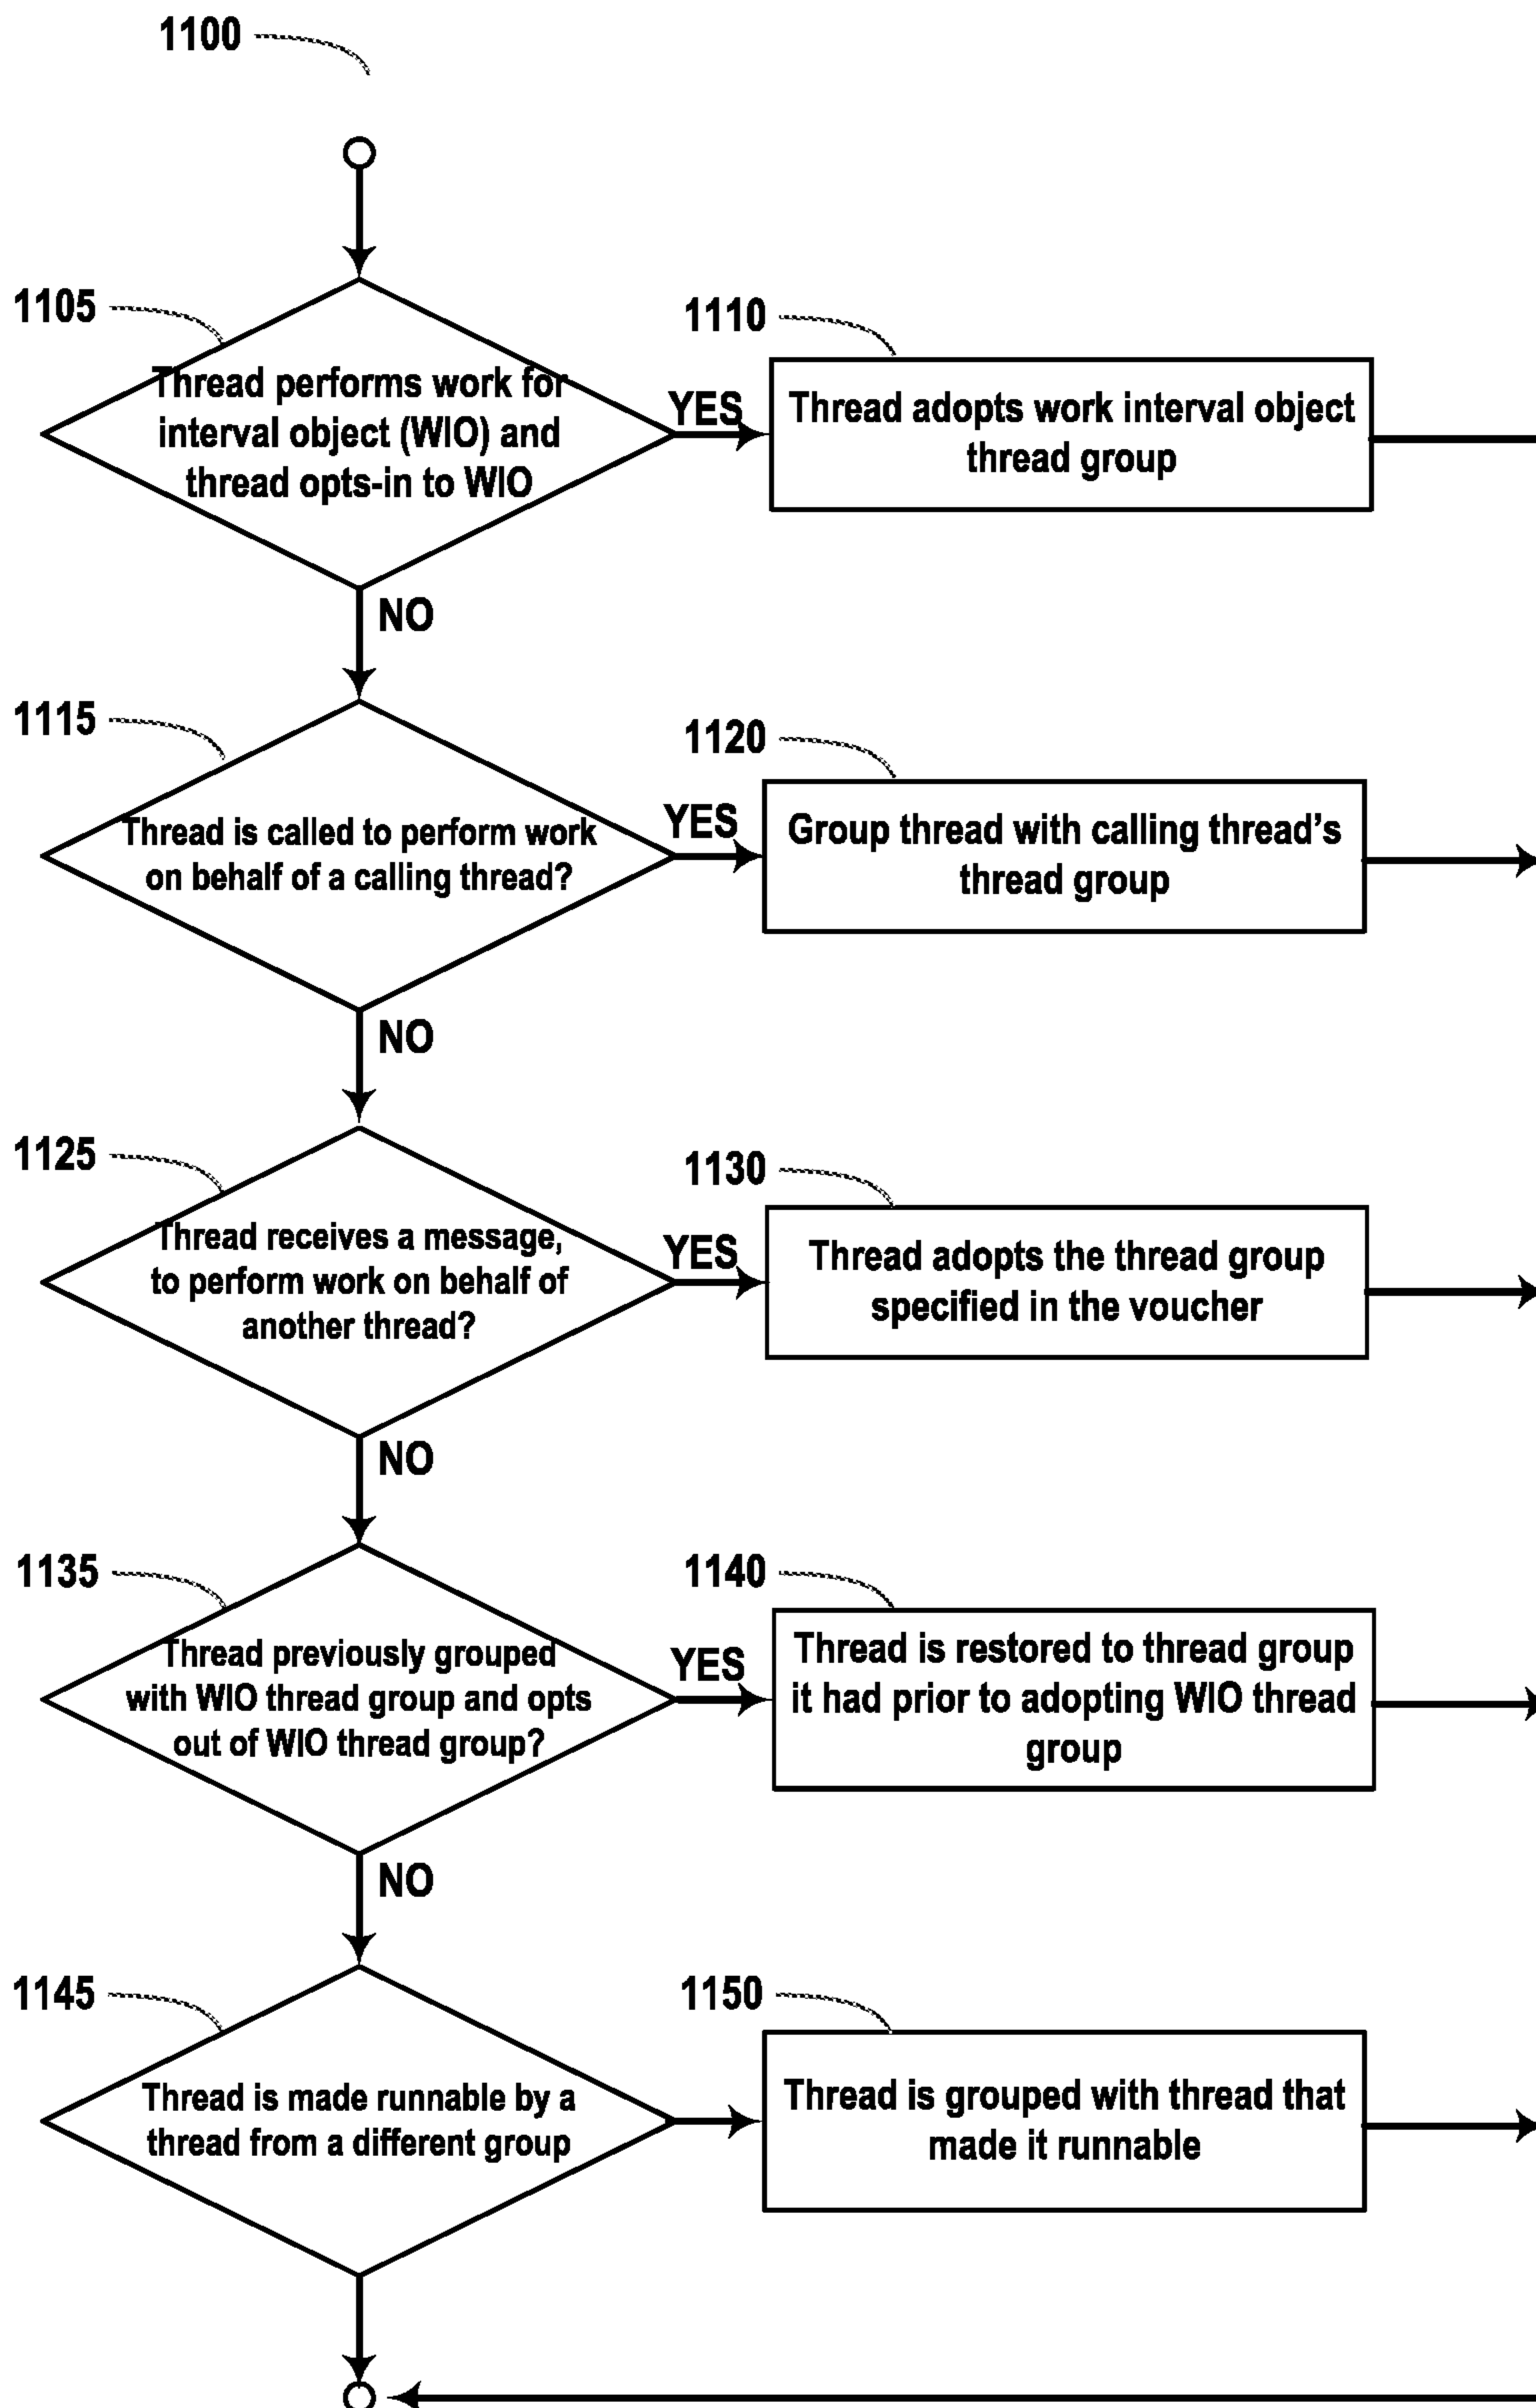 1100
1105
Thread performs work for
interval object (WIO) and
thread opts-in to WIO
YES
1110
Thread adopts work interval object
thread group
NO
1115
Thread is called to perform work
on behalf of a calling thread?
YES
1120
Group thread with calling thread's
thread group
NO
1125
Thread receives a message,
to perform work on behalf of
another thread?
YES
1130
Thread adopts the thread group
specified in the voucher
NO
1135
Thread previously grouped
with WIO thread group and opts
out of WIO thread group?
YES
1140
Thread is restored to thread group
it had prior to adopting WIO thread
group
NO
1145
Thread is made runnable by a
thread from a different group
1150
Thread is grouped with thread that
made it runnable